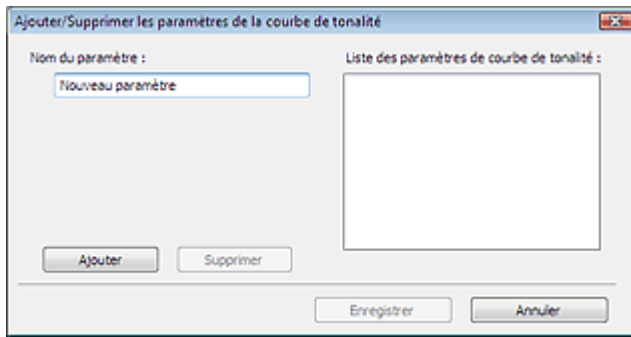 Ajouter/Supprimer les paramètres de la courbe de tonalité
Nom du paramètre :
Nouveau paramètre
Liste des paramètres de courbe de tonalité :
Ajouter
Supprimer
Enregistrer
Annuler